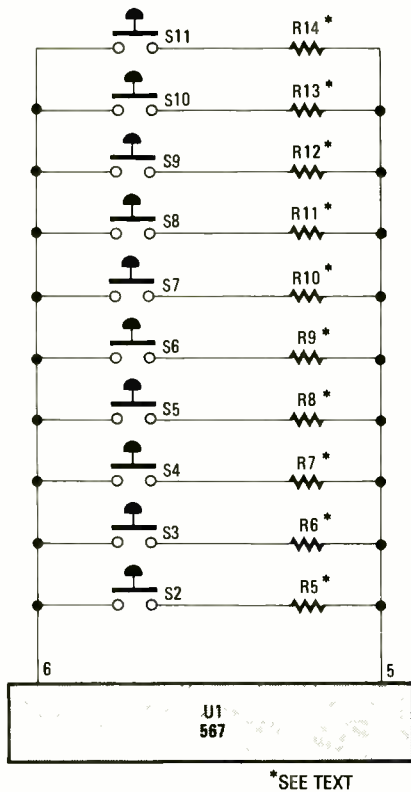 S11 R14*
S10 R13*
S9 R12*
S8 R11*
S7 R10*
S6 R9*
S5 R8*
S4 R7*
S3 R6*
S2 R5*
6 5
U1
567
*SEE TEXT